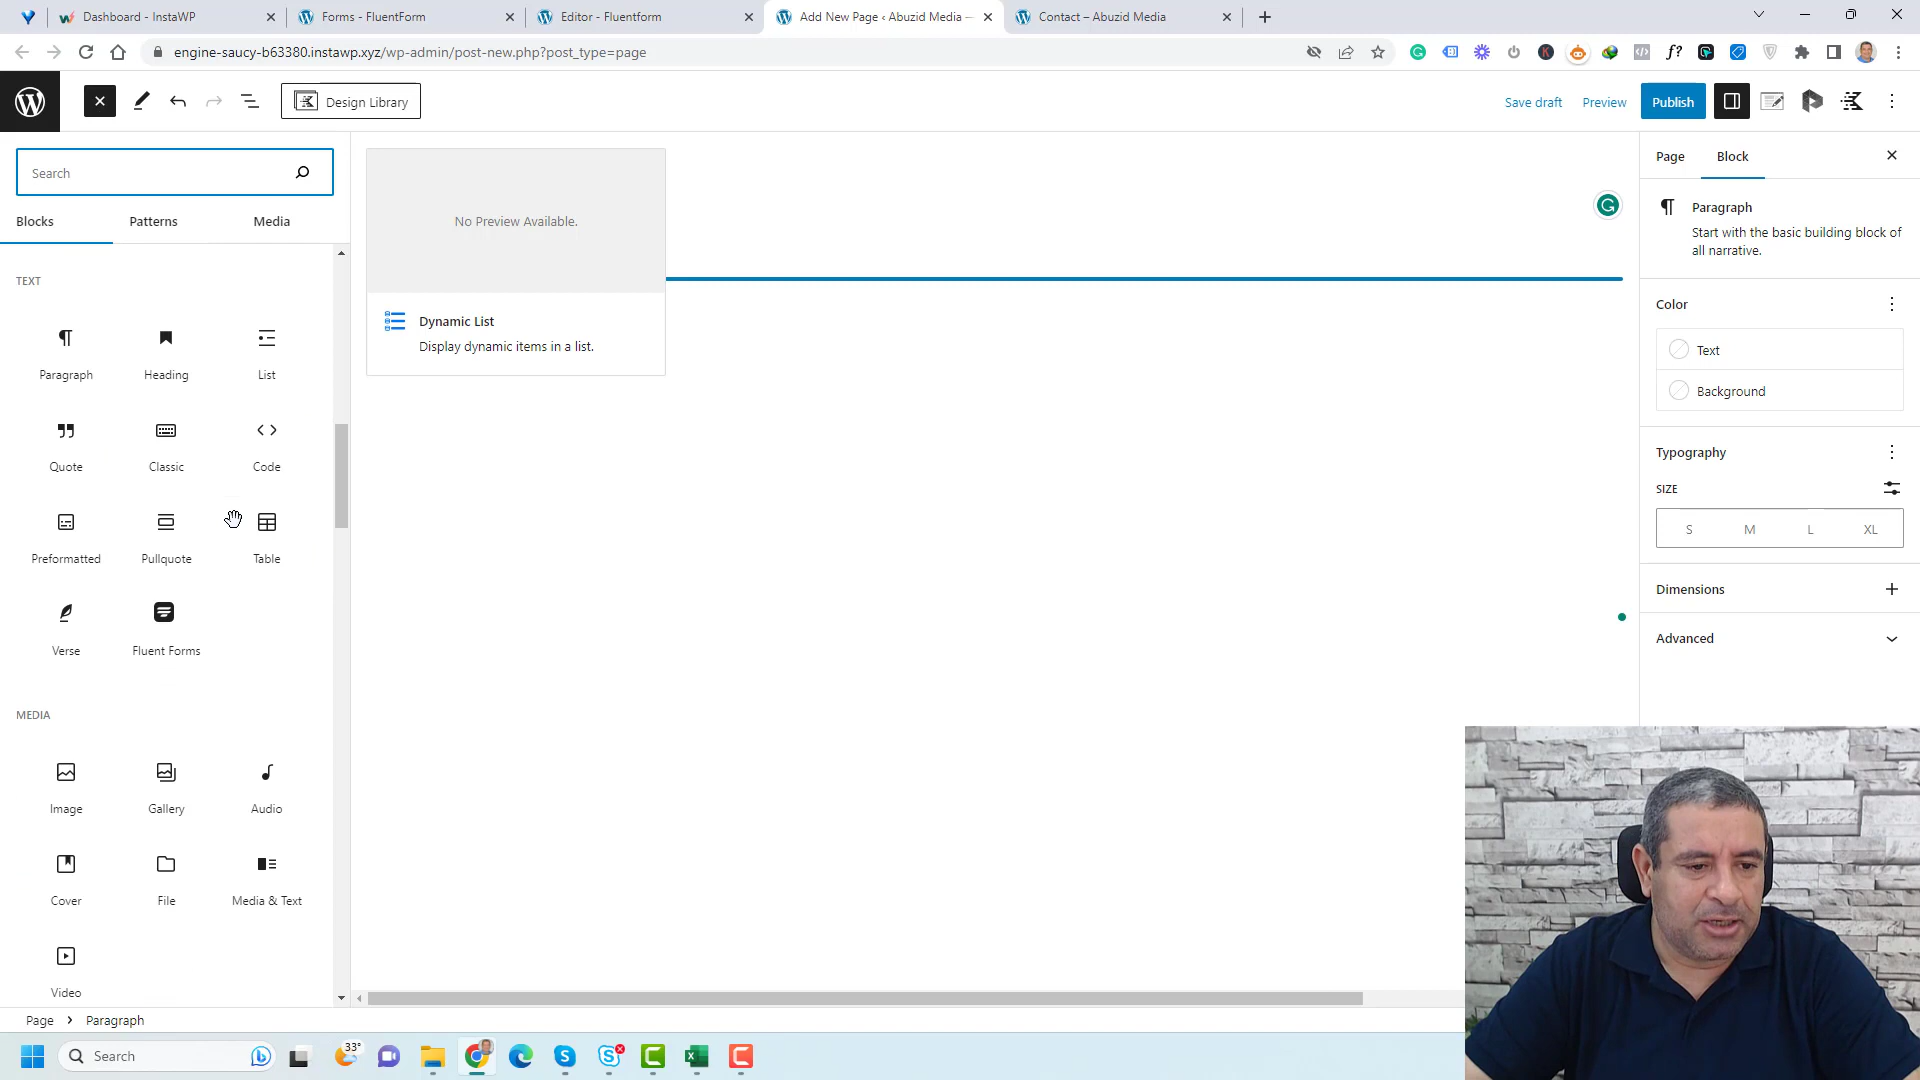 Dashboard - InstaWP
Forms - FluentForm
Editor - Fluentform
Add New Page ‹ Abuzid Media —
Contact – Abuzid Media
engine-saucy-b63380.instawp.xyz/wp-admin/post-new.php?post_type=page
Design Library
Save draft
Preview
Publish
Search
Blocks
Patterns
Media
TEXT
Paragraph
Heading
List
Quote
Classic
Code
Preformatted
Pullquote
Table
Verse
Fluent Forms
MEDIA
Image
Gallery
Audio
Cover
File
Media & Text
Video
No Preview Available.
Dynamic List
Display dynamic items in a list.
Page
Block
Paragraph
Start with the basic building block of
all narrative.
Color
Text
Background
Typography
SIZE
S
M
L
XL
Dimensions
Advanced
Page
Paragraph
Search
33°